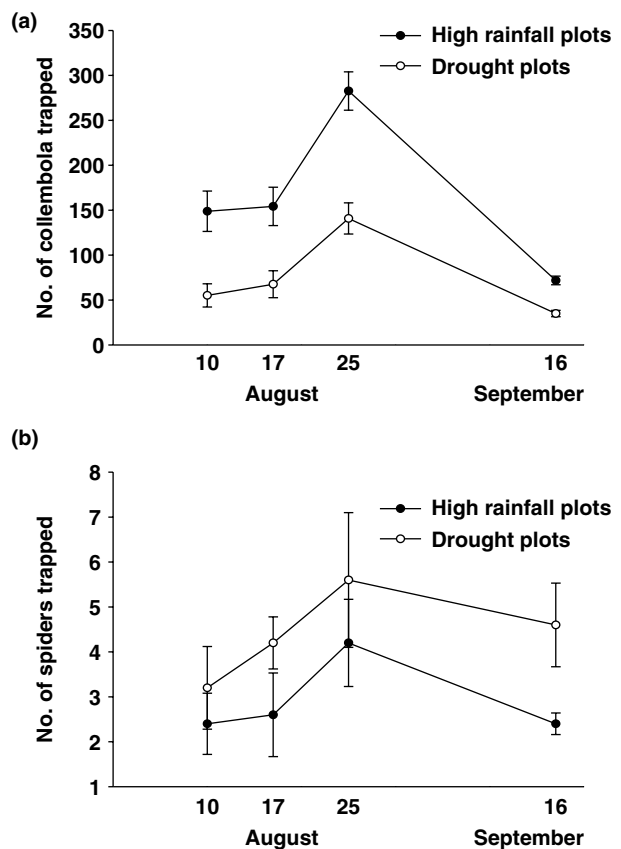 (a)
High rainfall plots
Drought plots
No. of collembola trapped
350
300
250
200
150
100
50
0
10 17 25 16
August September
(b)
High rainfall plots
Drought plots
No. of spiders trapped
8
7
6
5
4
3
2
1
10 17 25 16
August September